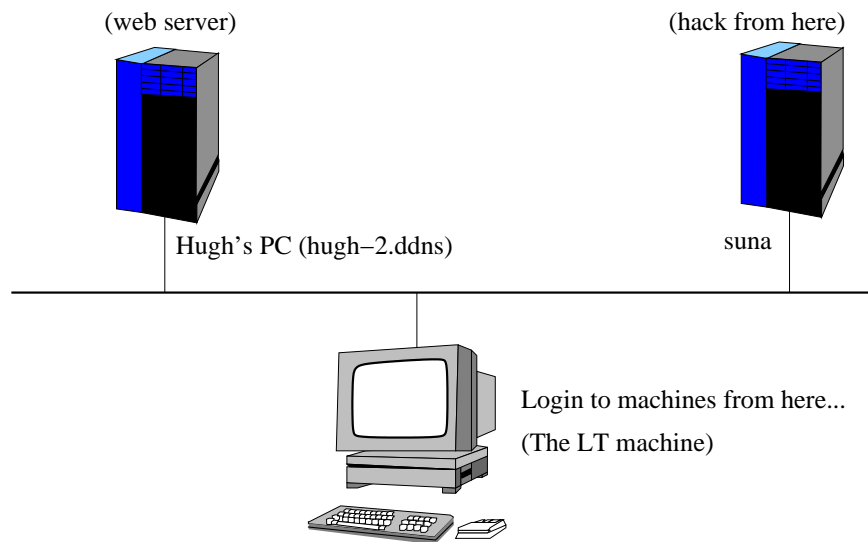 (web server)
(hack from here)
Hugh's PC (hugh−2.ddns)
suna
Login to machines from here...
(The LT machine)